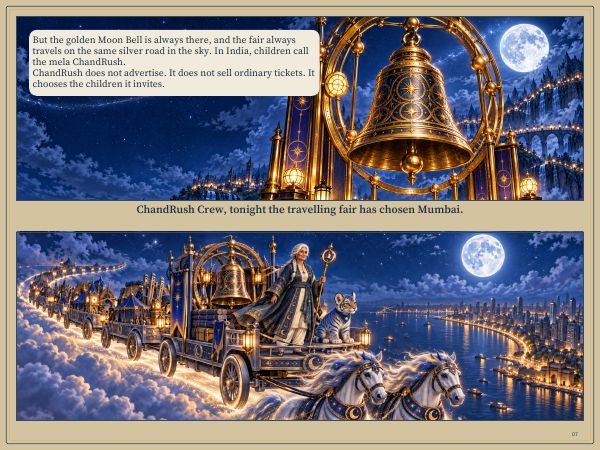 But the golden Moon Bell is always there, and the fair always
travels on the same silver road in the sky. In India, children call
the mela ChandRush.
ChandRush does not advertise. It does not sell ordinary tickets. It
chooses the children it invites.
ChandRush Crew, tonight the travelling fair has chosen Mumbai.
07